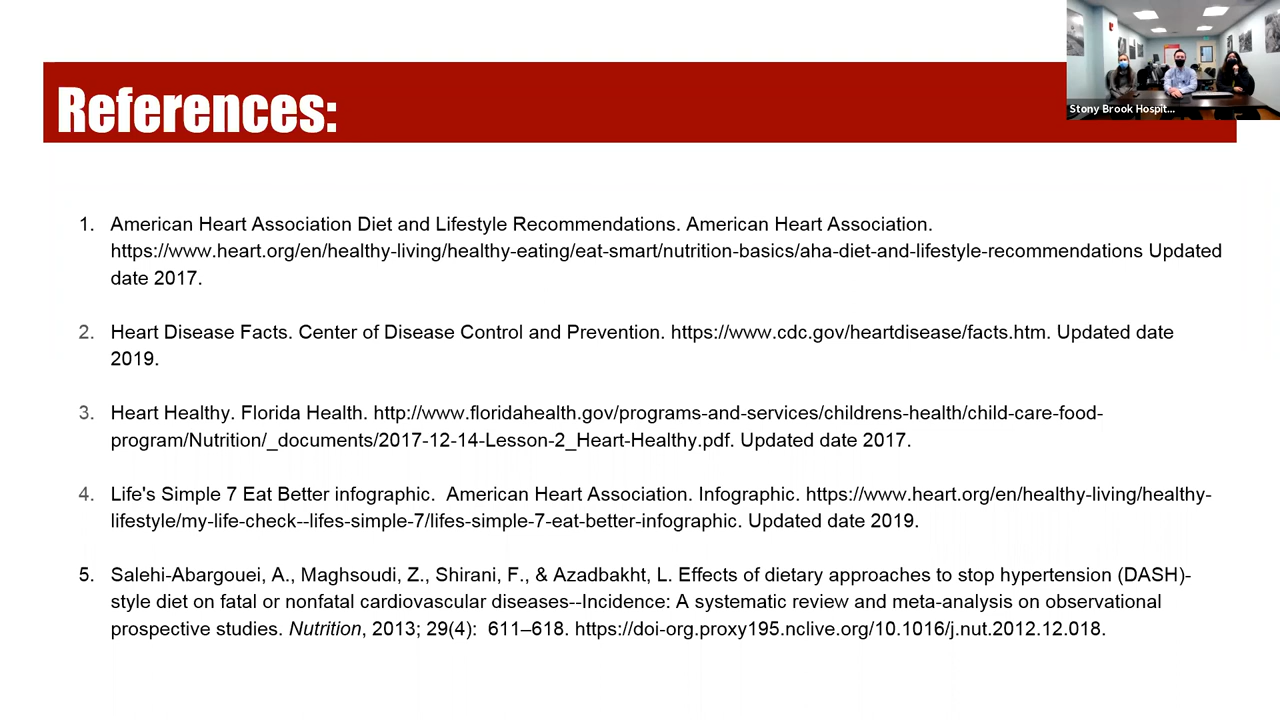 References:
Stony Brook Hospit...
1. American Heart Association Diet and Lifestyle Recommendations. American Heart Association.
https://www.heart.org/en/healthy-living/healthy-eating/eat-smart/nutrition-basics/aha-diet-and-lifestyle-recommendations Updated
date 2017.
2. Heart Disease Facts. Center of Disease Control and Prevention. https://www.cdc.gov/heartdisease/facts.htm. Updated date
2019.
3. Heart Healthy. Florida Health. http://www.floridahealth.gov/programs-and-services/childrens-health/child-care-food-
program/Nutrition/_documents/2017-12-14-Lesson-2_Heart-Healthy.pdf. Updated date 2017.
4. Life's Simple 7 Eat Better infographic.  American Heart Association. Infographic. https://www.heart.org/en/healthy-living/healthy-
lifestyle/my-life-check--lifes-simple-7/lifes-simple-7-eat-better-infographic. Updated date 2019.
5. Salehi-Abargouei, A., Maghsoudi, Z., Shirani, F., & Azadbakht, L. Effects of dietary approaches to stop hypertension (DASH)-
style diet on fatal or nonfatal cardiovascular diseases--Incidence: A systematic review and meta-analysis on observational
prospective studies. Nutrition, 2013; 29(4):  611–618. https://doi-org.proxy195.nclive.org/10.1016/j.nut.2012.12.018.